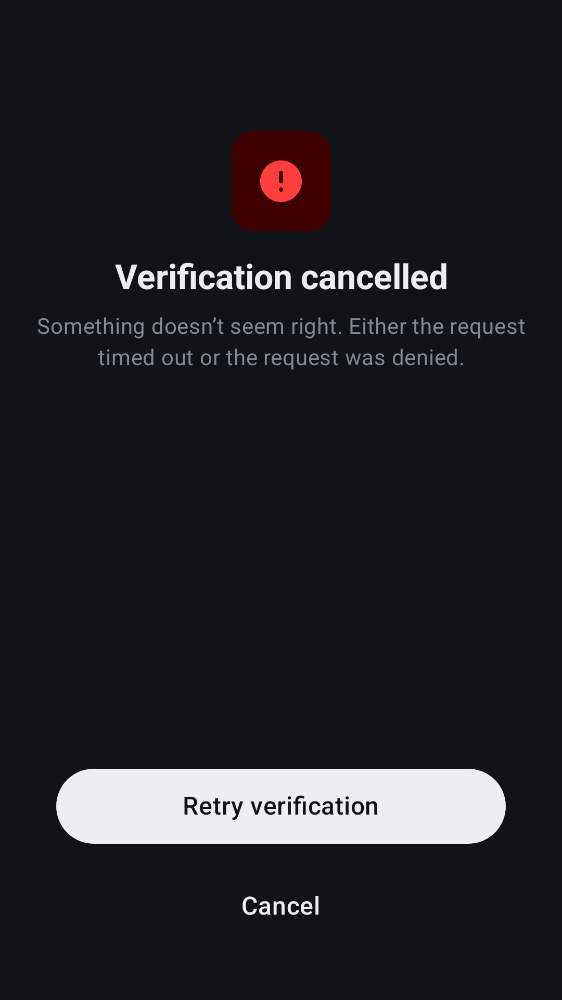 Verification cancelled
Something doesn’t seem right. Either the request
timed out or the request was denied.
Retry verification
Cancel